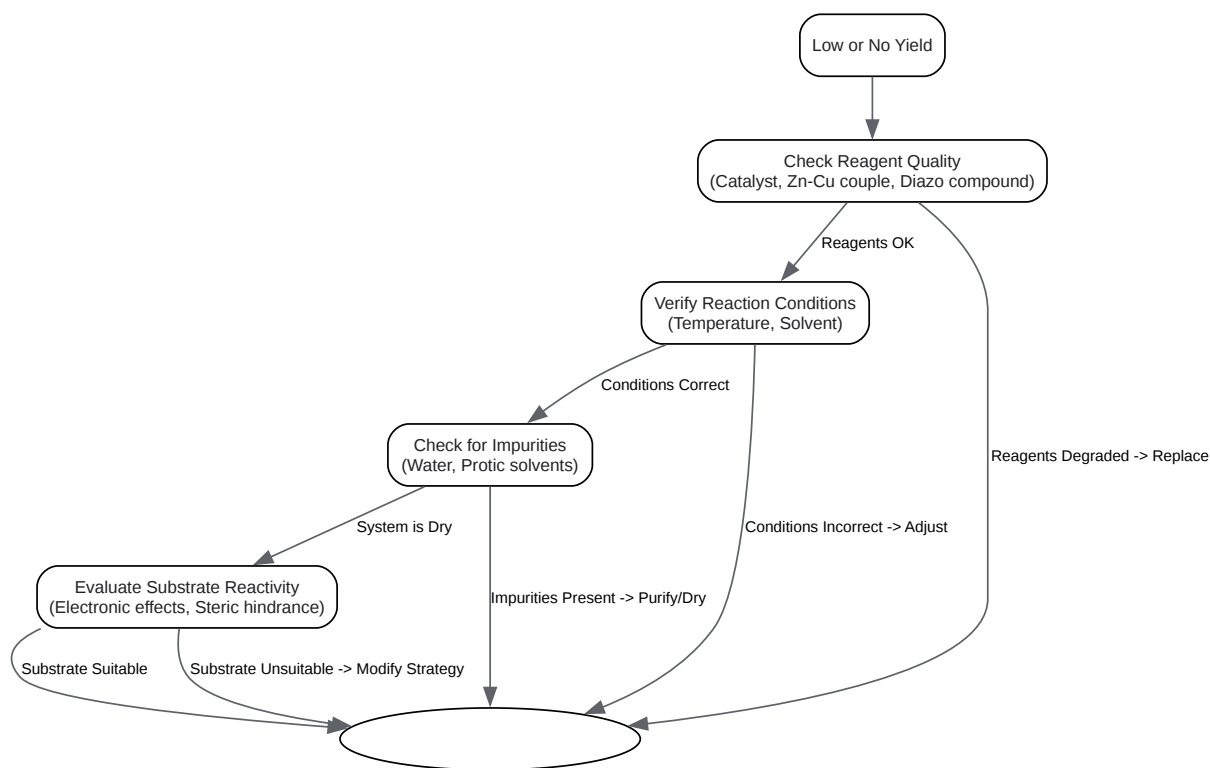 Low or No Yield
Check Reagent Quality
(Catalyst, Zn-Cu couple, Diazo compound)
Reagents OK
Verify Reaction Conditions
(Temperature, Solvent)
Conditions Correct
Check for Impurities
(Water, Protic solvents)
Reagents Degraded -> Replace
System is Dry
Conditions Incorrect -> Adjust
Evaluate Substrate Reactivity
(Electronic effects, Steric hindrance)
Impurities Present -> Purify/Dry
Substrate Suitable
Substrate Unsuitable -> Modify Strategy